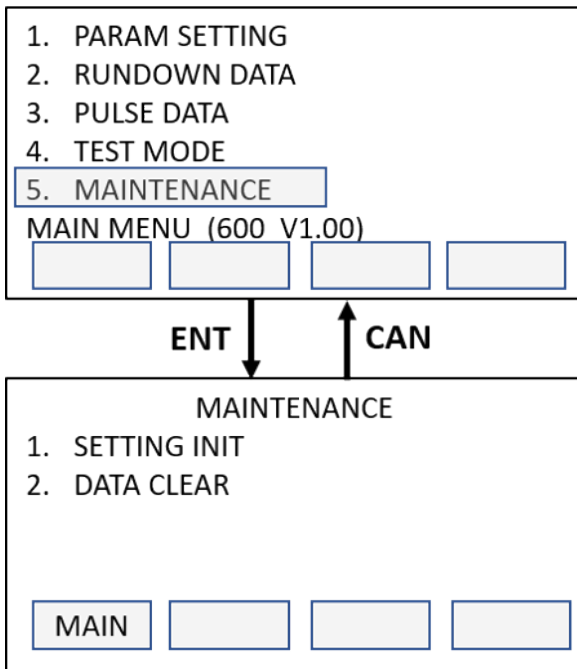 1. PARAM SETTING
2. RUNDOWN DATA
3. PULSE DATA
4. TEST MODE
5. MAINTENANCE
MAIN MENU (600 V1.00)
ENT CAN
MAINTENANCE
1. SETTING INIT
2. DATA CLEAR
MAIN